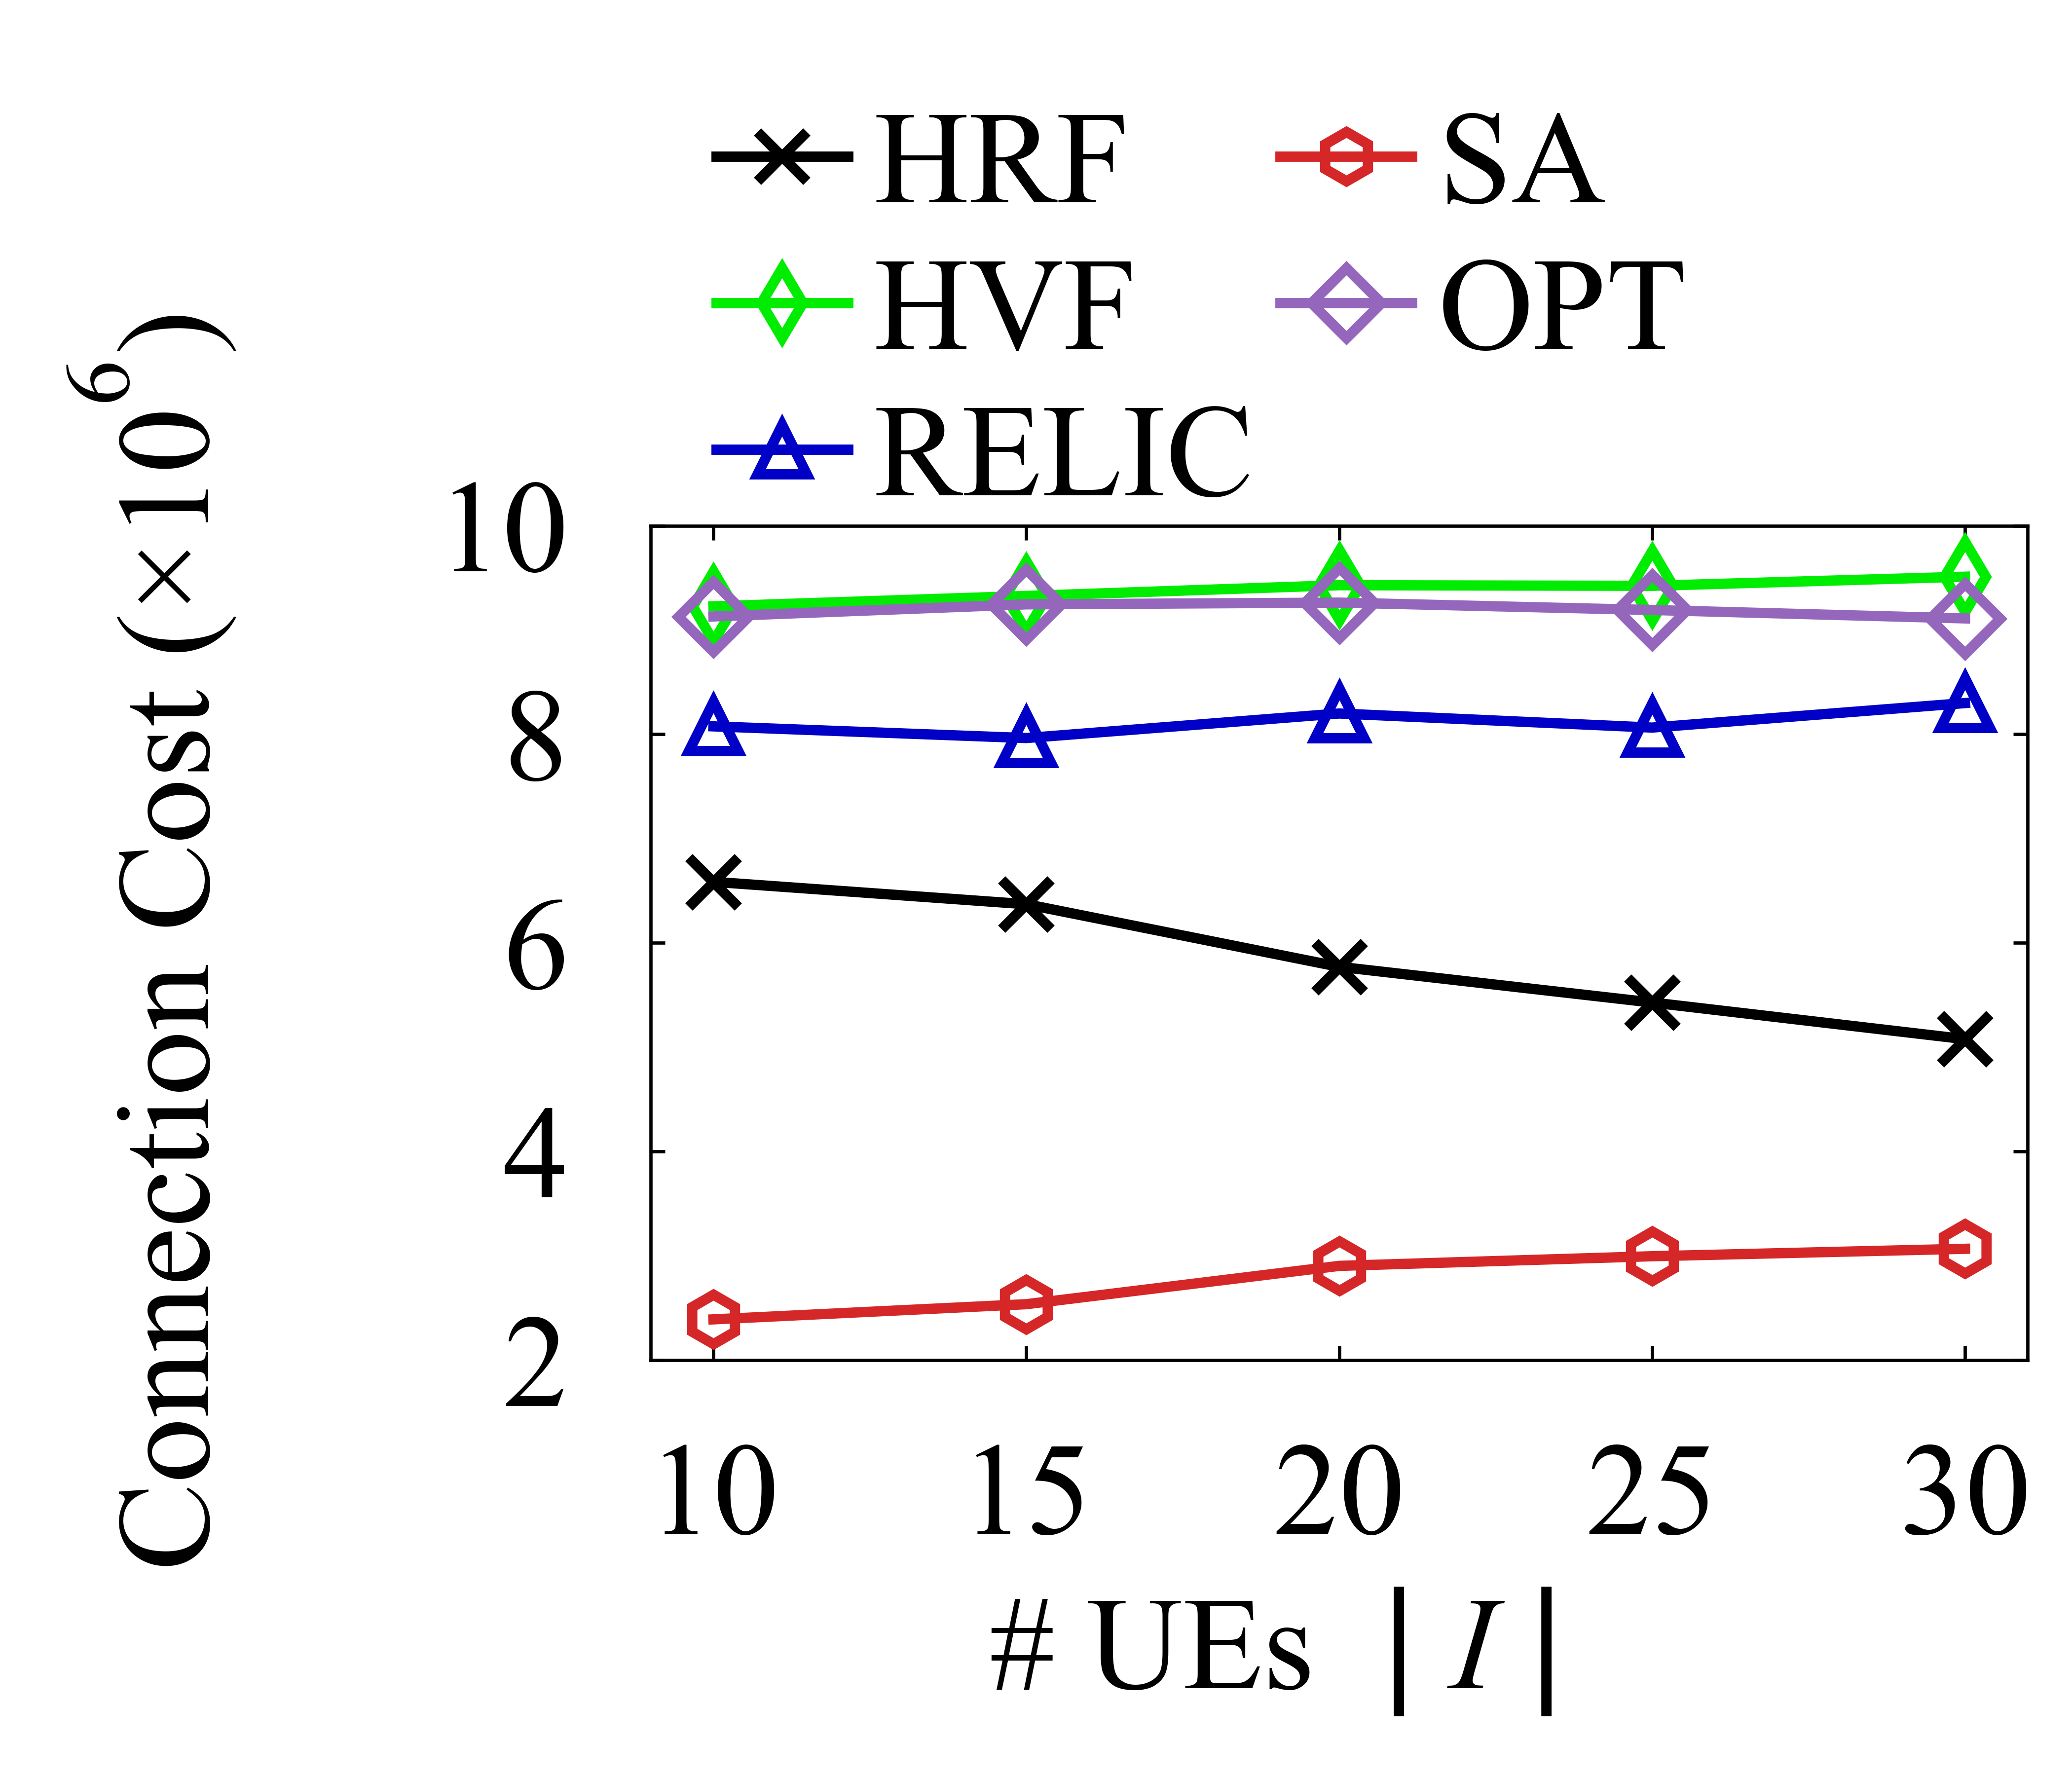 HRF
SA
HVF
OPT
RELIC
Connection Cost (×10⁶)
10
8
6
4
2
10 15 20 25 30
# UEs |I|